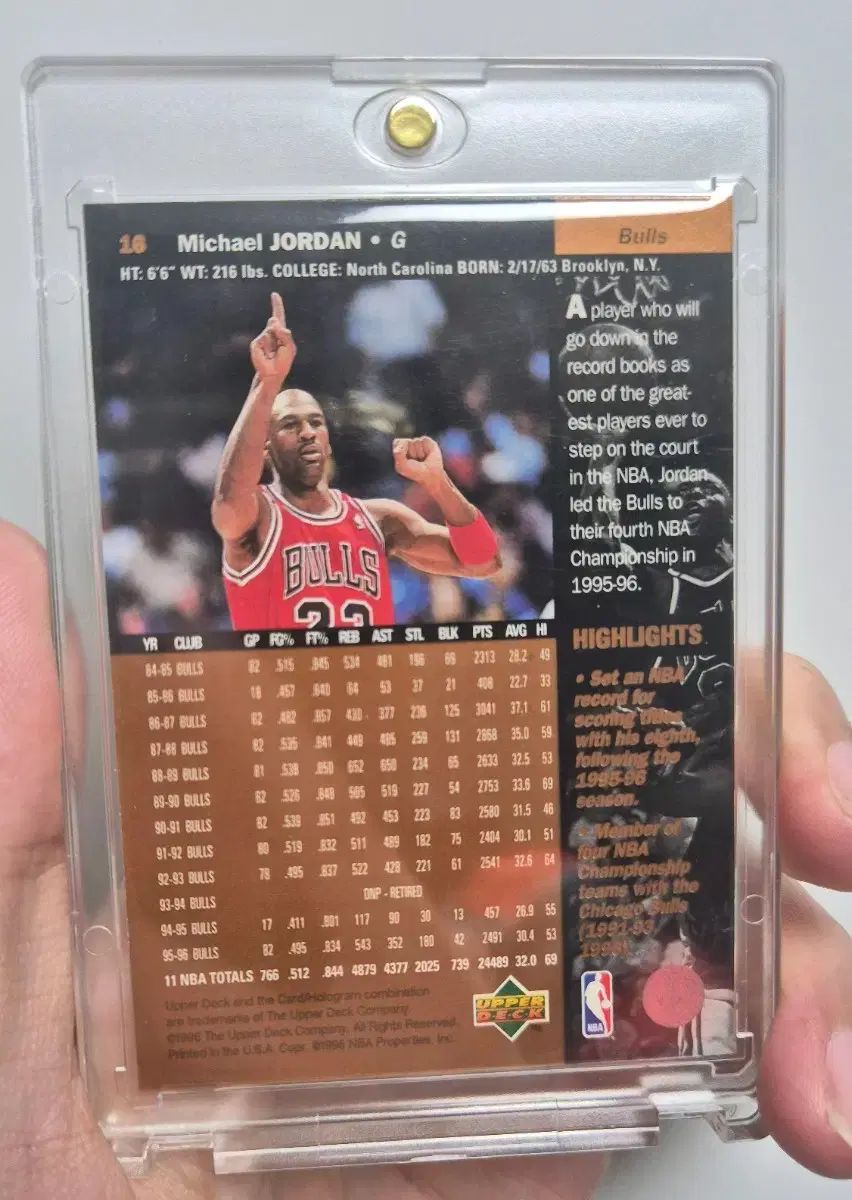 16 Michael JORDAN • G Bulls
HT: 6'6" WT: 216 lbs. COLLEGE: North Carolina BORN: 2/17/63 Brooklyn, N.Y.
A player who will
go down in the
record books as
one of the great-
est players ever to
step on the court
in the NBA, Jordan
led the Bulls to
their fourth NBA
Championship in
1995-96.
BULLS
23
YR CLUB GP FG% FT% REB AST STL BLK PTS AVG HI
84-85 BULLS 82 .515 .845 534 481 196 69 2313 28.2 49
85-86 BULLS 18 .457 .840 64 53 37 21 408 22.7 33
86-87 BULLS 82 .482 .857 430 377 236 125 3041 37.1 61
87-88 BULLS 82 .535 .841 449 485 259 131 2868 35.0 59
88-89 BULLS 81 .538 .850 652 650 234 65 2633 32.5 53
89-90 BULLS 82 .526 .848 565 519 227 54 2753 33.6 69
90-91 BULLS 82 .539 .851 492 453 223 83 2580 31.5 46
91-92 BULLS 80 .519 .832 511 489 182 75 2404 30.1 51
92-93 BULLS 78 .495 .837 522 428 221 61 2541 32.6 64
93-94 BULLS DNP - RETIRED
94-95 BULLS 17 .411 .801 117 90 30 13 457 26.9 55
95-96 BULLS 82 .495 .834 543 352 180 42 2491 30.4 53
11 NBA TOTALS 766 .512 .844 4879 4377 2025 739 24489 32.0 69
HIGHLIGHTS
• Set an NBA
record for
scoring titles
with his eighth,
following the
1995-96
season.
• Member of
four NBA
Championship
teams with the
Chicago Bulls
(1991-93,
1996).
Upper Deck and the Card/Hologram combination
are trademarks of The Upper Deck Company.
©1996 The Upper Deck Company. All Rights Reserved.
Printed in the U.S.A. Copr. ©1996 NBA Properties, Inc.
UPPER
DECK
NBA